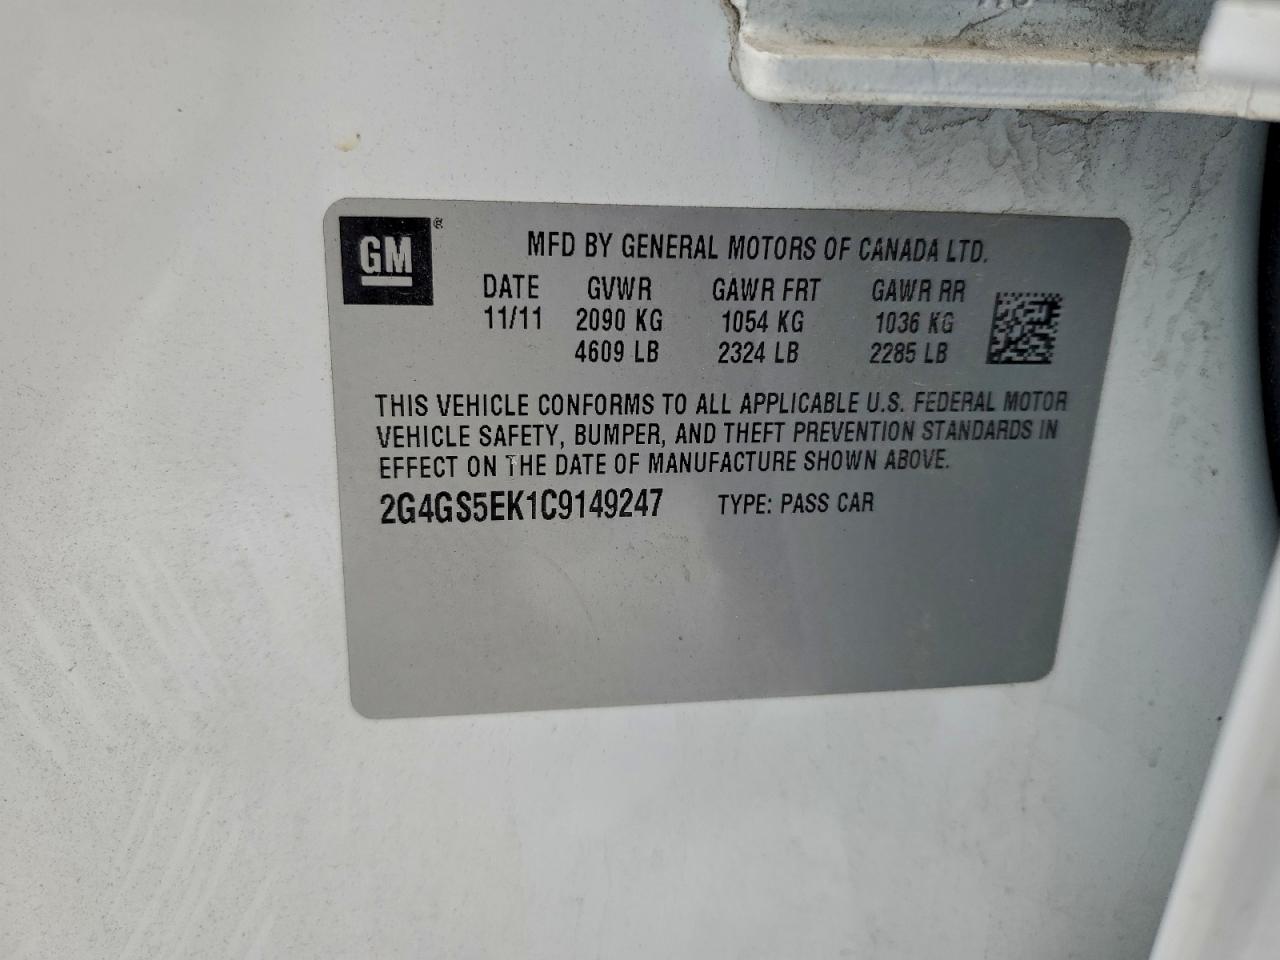 GM
MFD BY GENERAL MOTORS OF CANADA LTD.
DATE GVWR GAWR FRT GAWR RR
11/11 2090 KG 1054 KG 1036 KG
4609 LB 2324 LB 2285 LB
THIS VEHICLE CONFORMS TO ALL APPLICABLE U.S. FEDERAL MOTOR
VEHICLE SAFETY, BUMPER, AND THEFT PREVENTION STANDARDS IN
EFFECT ON THE DATE OF MANUFACTURE SHOWN ABOVE.
2G4GS5EK1C9149247 TYPE: PASS CAR